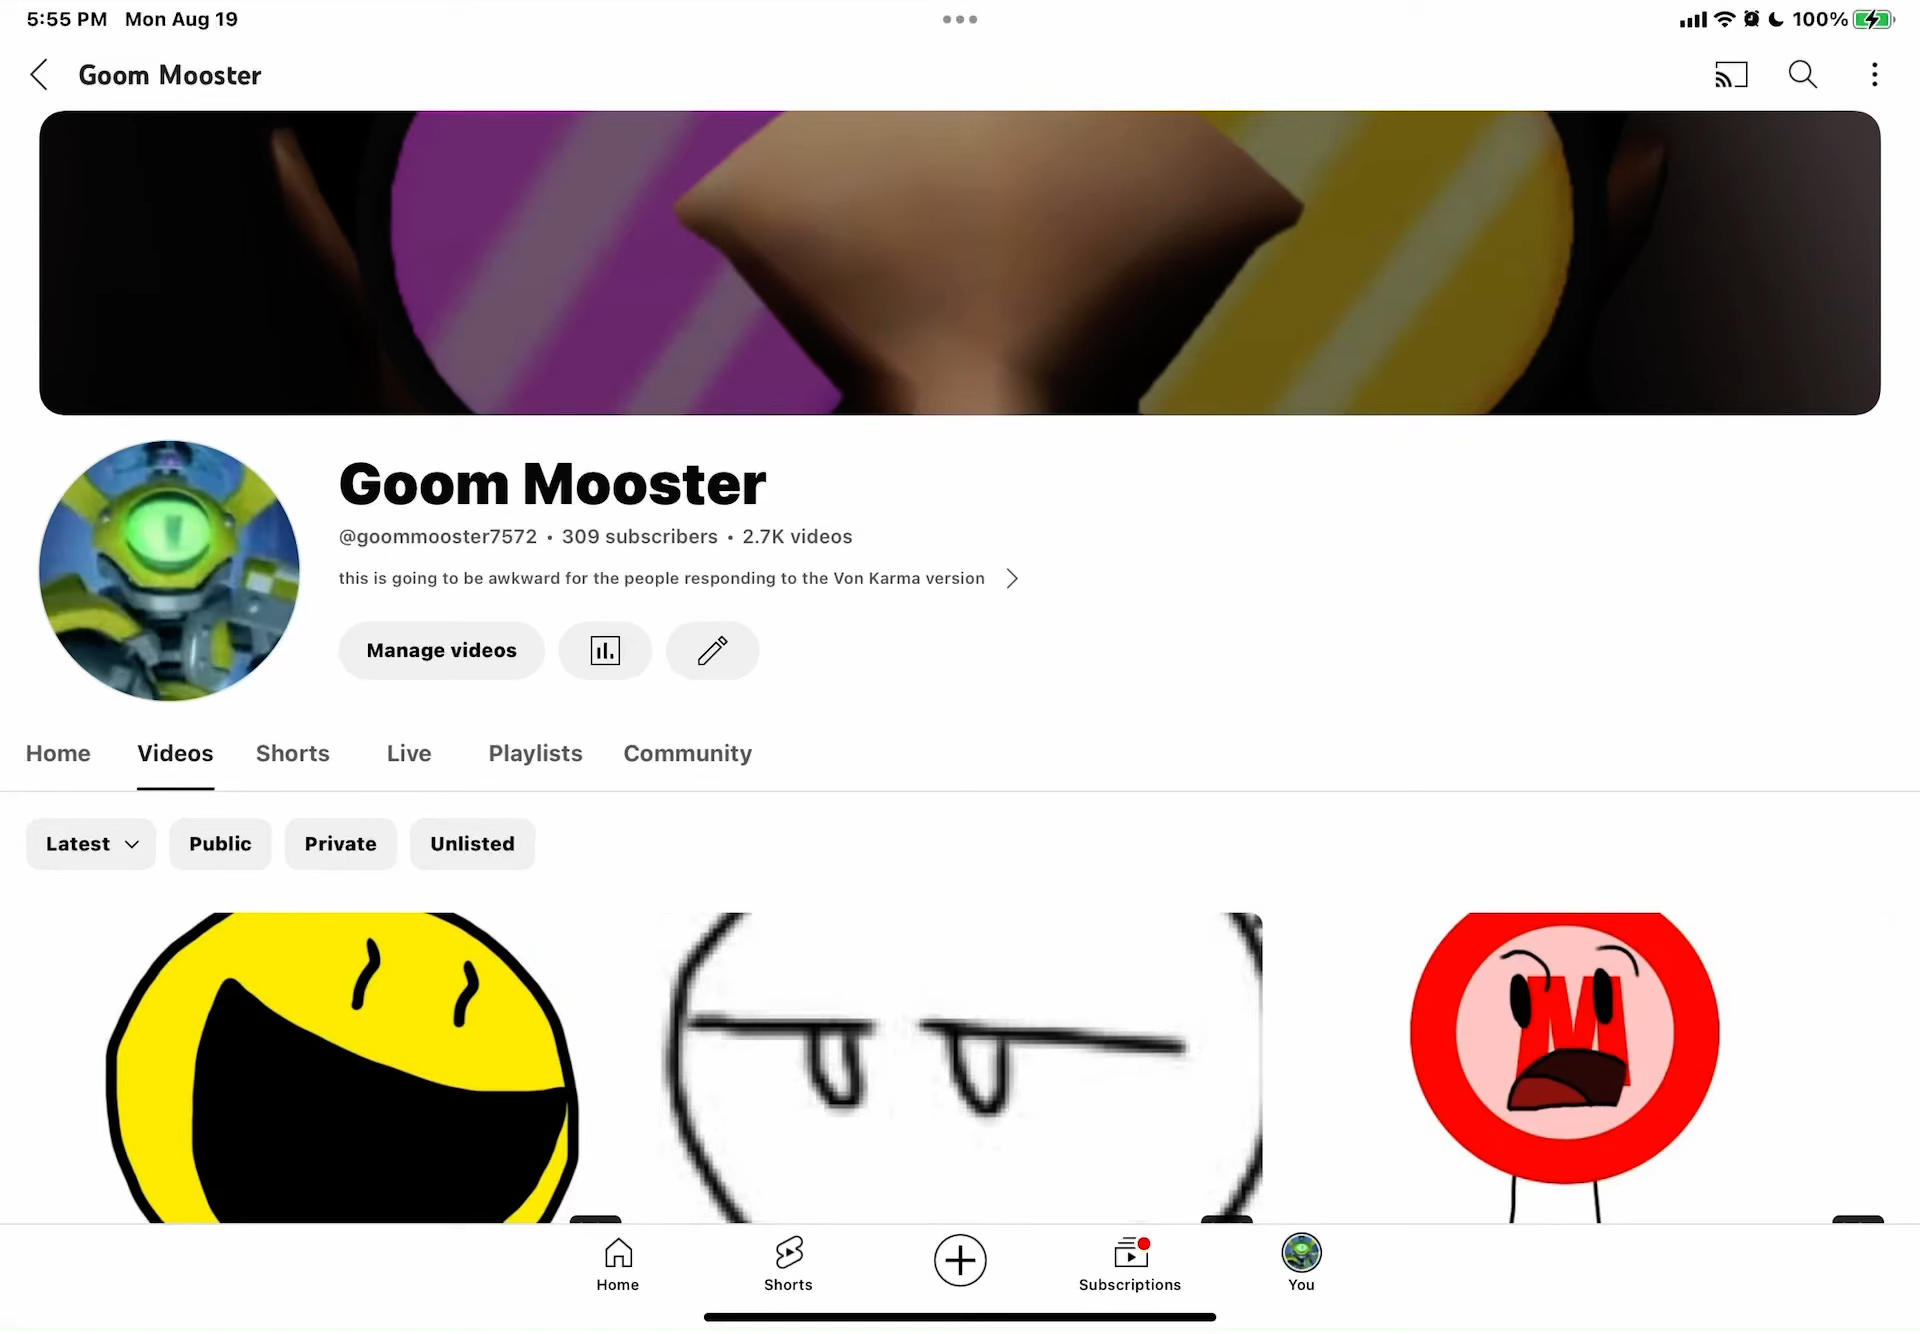 5:55 PM Mon Aug 19
100%
Goom Mooster
Goom Mooster
@goommooster7572 • 309 subscribers • 2.7K videos
this is going to be awkward for the people responding to the Von Karma version
Manage videos
Home Videos Shorts Live Playlists Community
Latest Public Private Unlisted
M
Home Shorts Subscriptions You